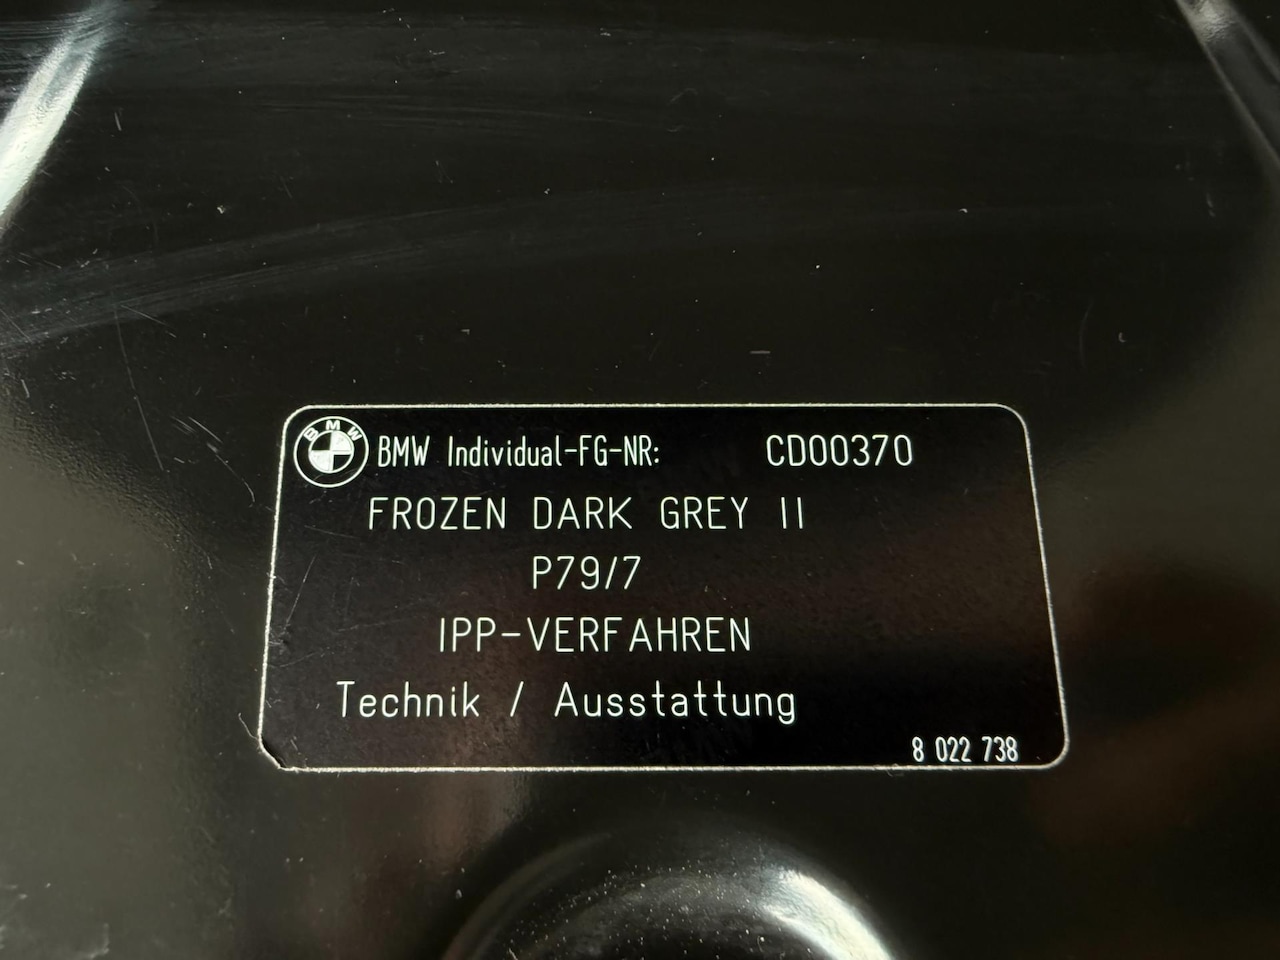 BMW BMW Individual-FG-NR: CD00370
FROZEN DARK GREY II
P79/7
IPP-VERFAHREN
Technik / Ausstattung
8 022 738